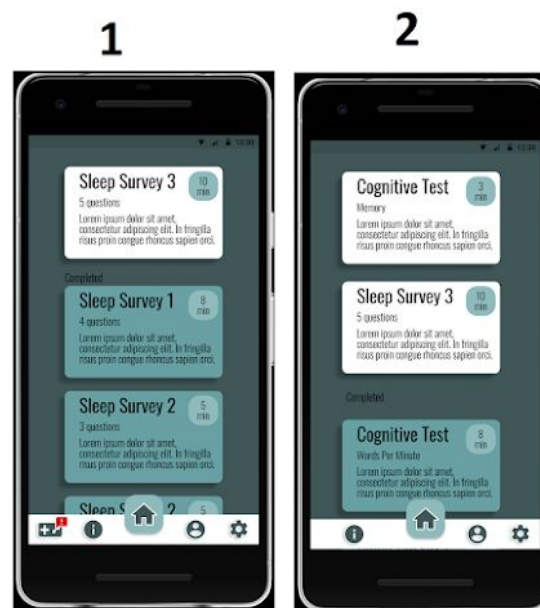 1
12:30
Sleep Survey 3
10
min
5 questions
Lorem ipsum dolor sit amet,
consectetur adipiscing elit. In fringilla
risus proin congue rhoncus sapien orci.
Completed
Sleep Survey 1
8
min
4 questions
Lorem ipsum dolor sit amet,
consectetur adipiscing elit. In fringilla
risus proin congue rhoncus sapien orci.
Sleep Survey 2
5
min
3 questions
Lorem ipsum dolor sit amet,
consectetur adipiscing elit. In fringilla
risus proin congue rhoncus sapien orci.
Sleep 2
5
2
12:30
Cognitive Test
3
min
Memory
Lorem ipsum dolor sit amet,
consectetur adipiscing elit. In fringilla
risus proin congue rhoncus sapien orci.
Sleep Survey 3
10
min
5 questions
Lorem ipsum dolor sit amet,
consectetur adipiscing elit. In fringilla
risus proin congue rhoncus sapien orci.
Completed
Cognitive Test
8
min
Words Per Minute
Lorem ipsum dolor sit amet,
consectetur adipiscing elit. In fringilla
risus proin congue rhoncus sapien orci.